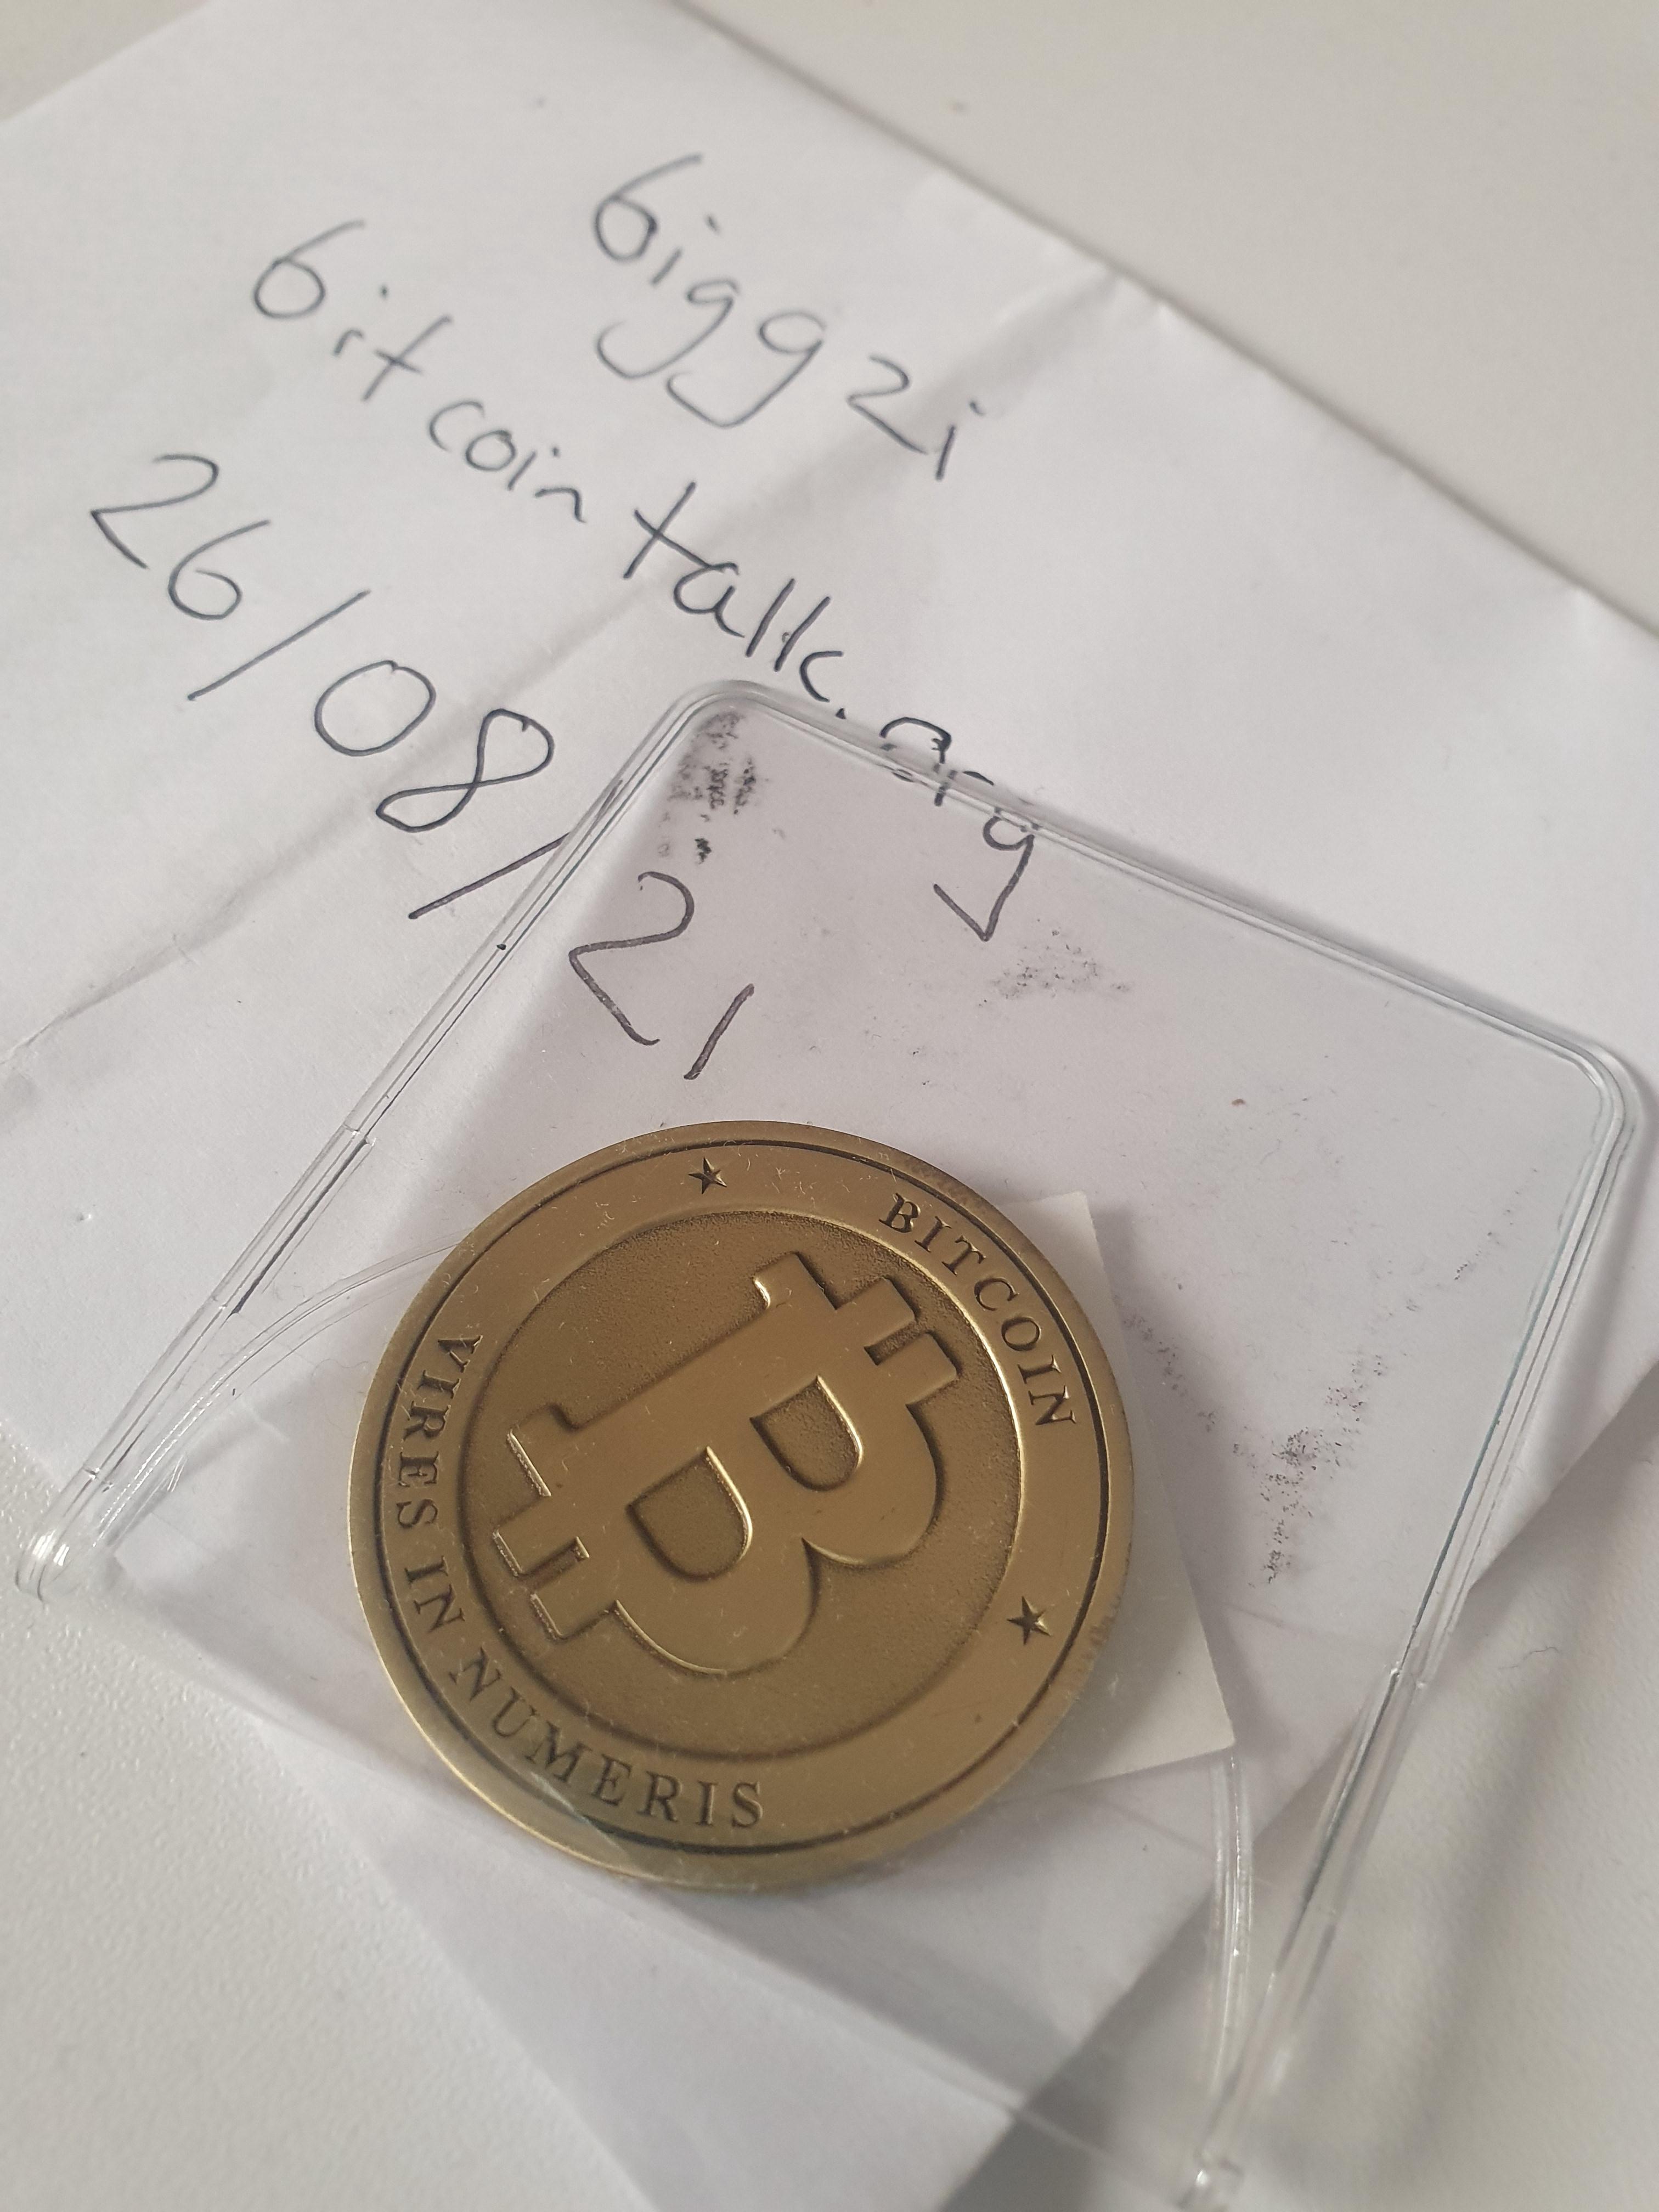 biggzi
bitcointalk.org
26/08/21
BITCOIN
VIRES IN NUMERIS